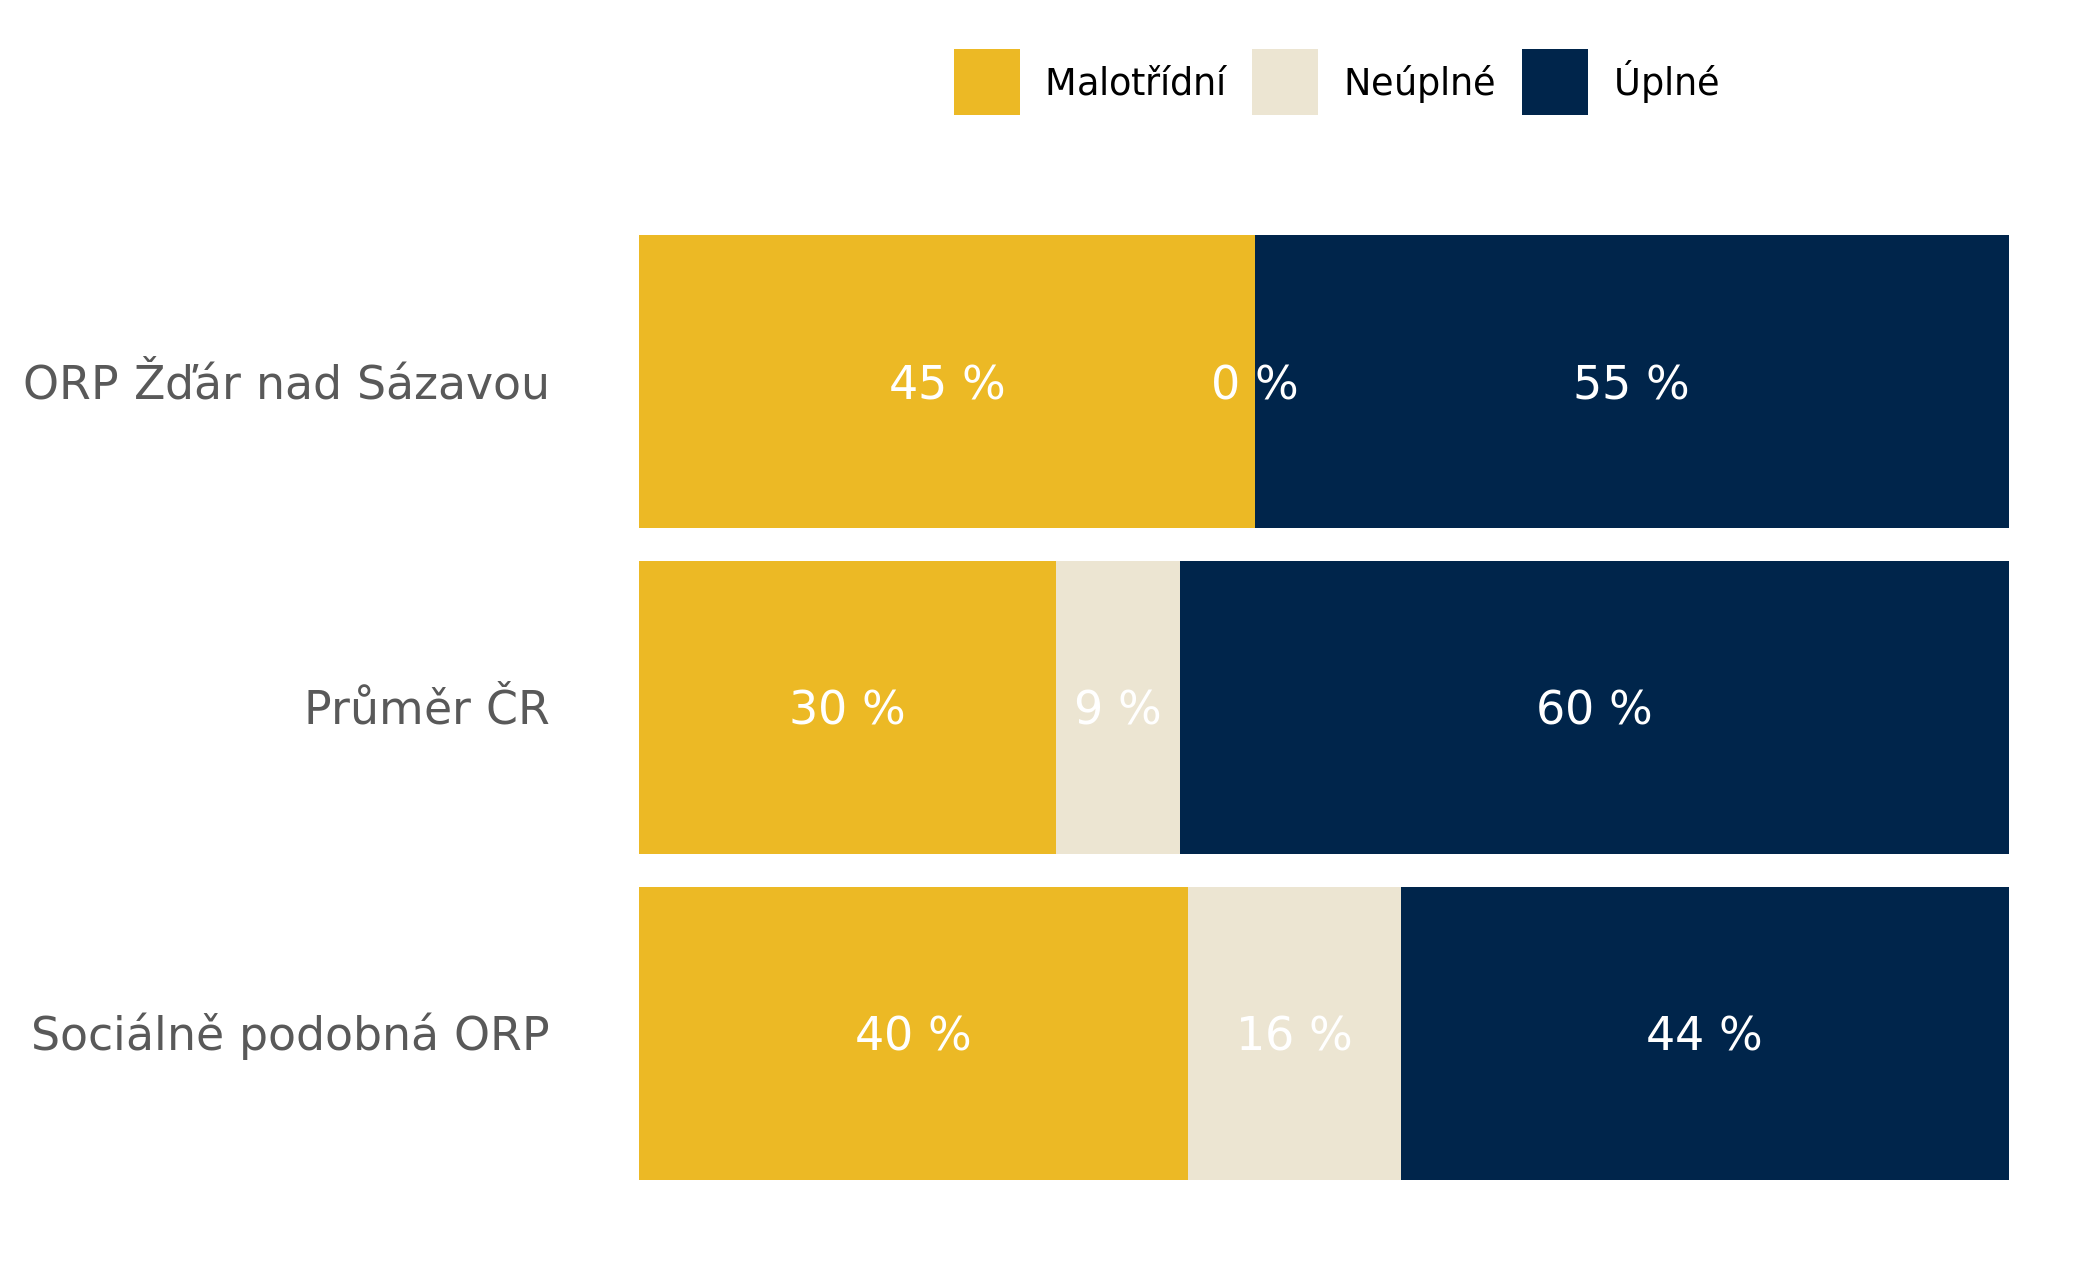 Malotřídní Neúplné Úplné
ORP Žďár nad Sázavou 45 % 0 % 55 %
Průměr ČR 30 % 9 % 60 %
Sociálně podobná ORP 40 % 16 % 44 %